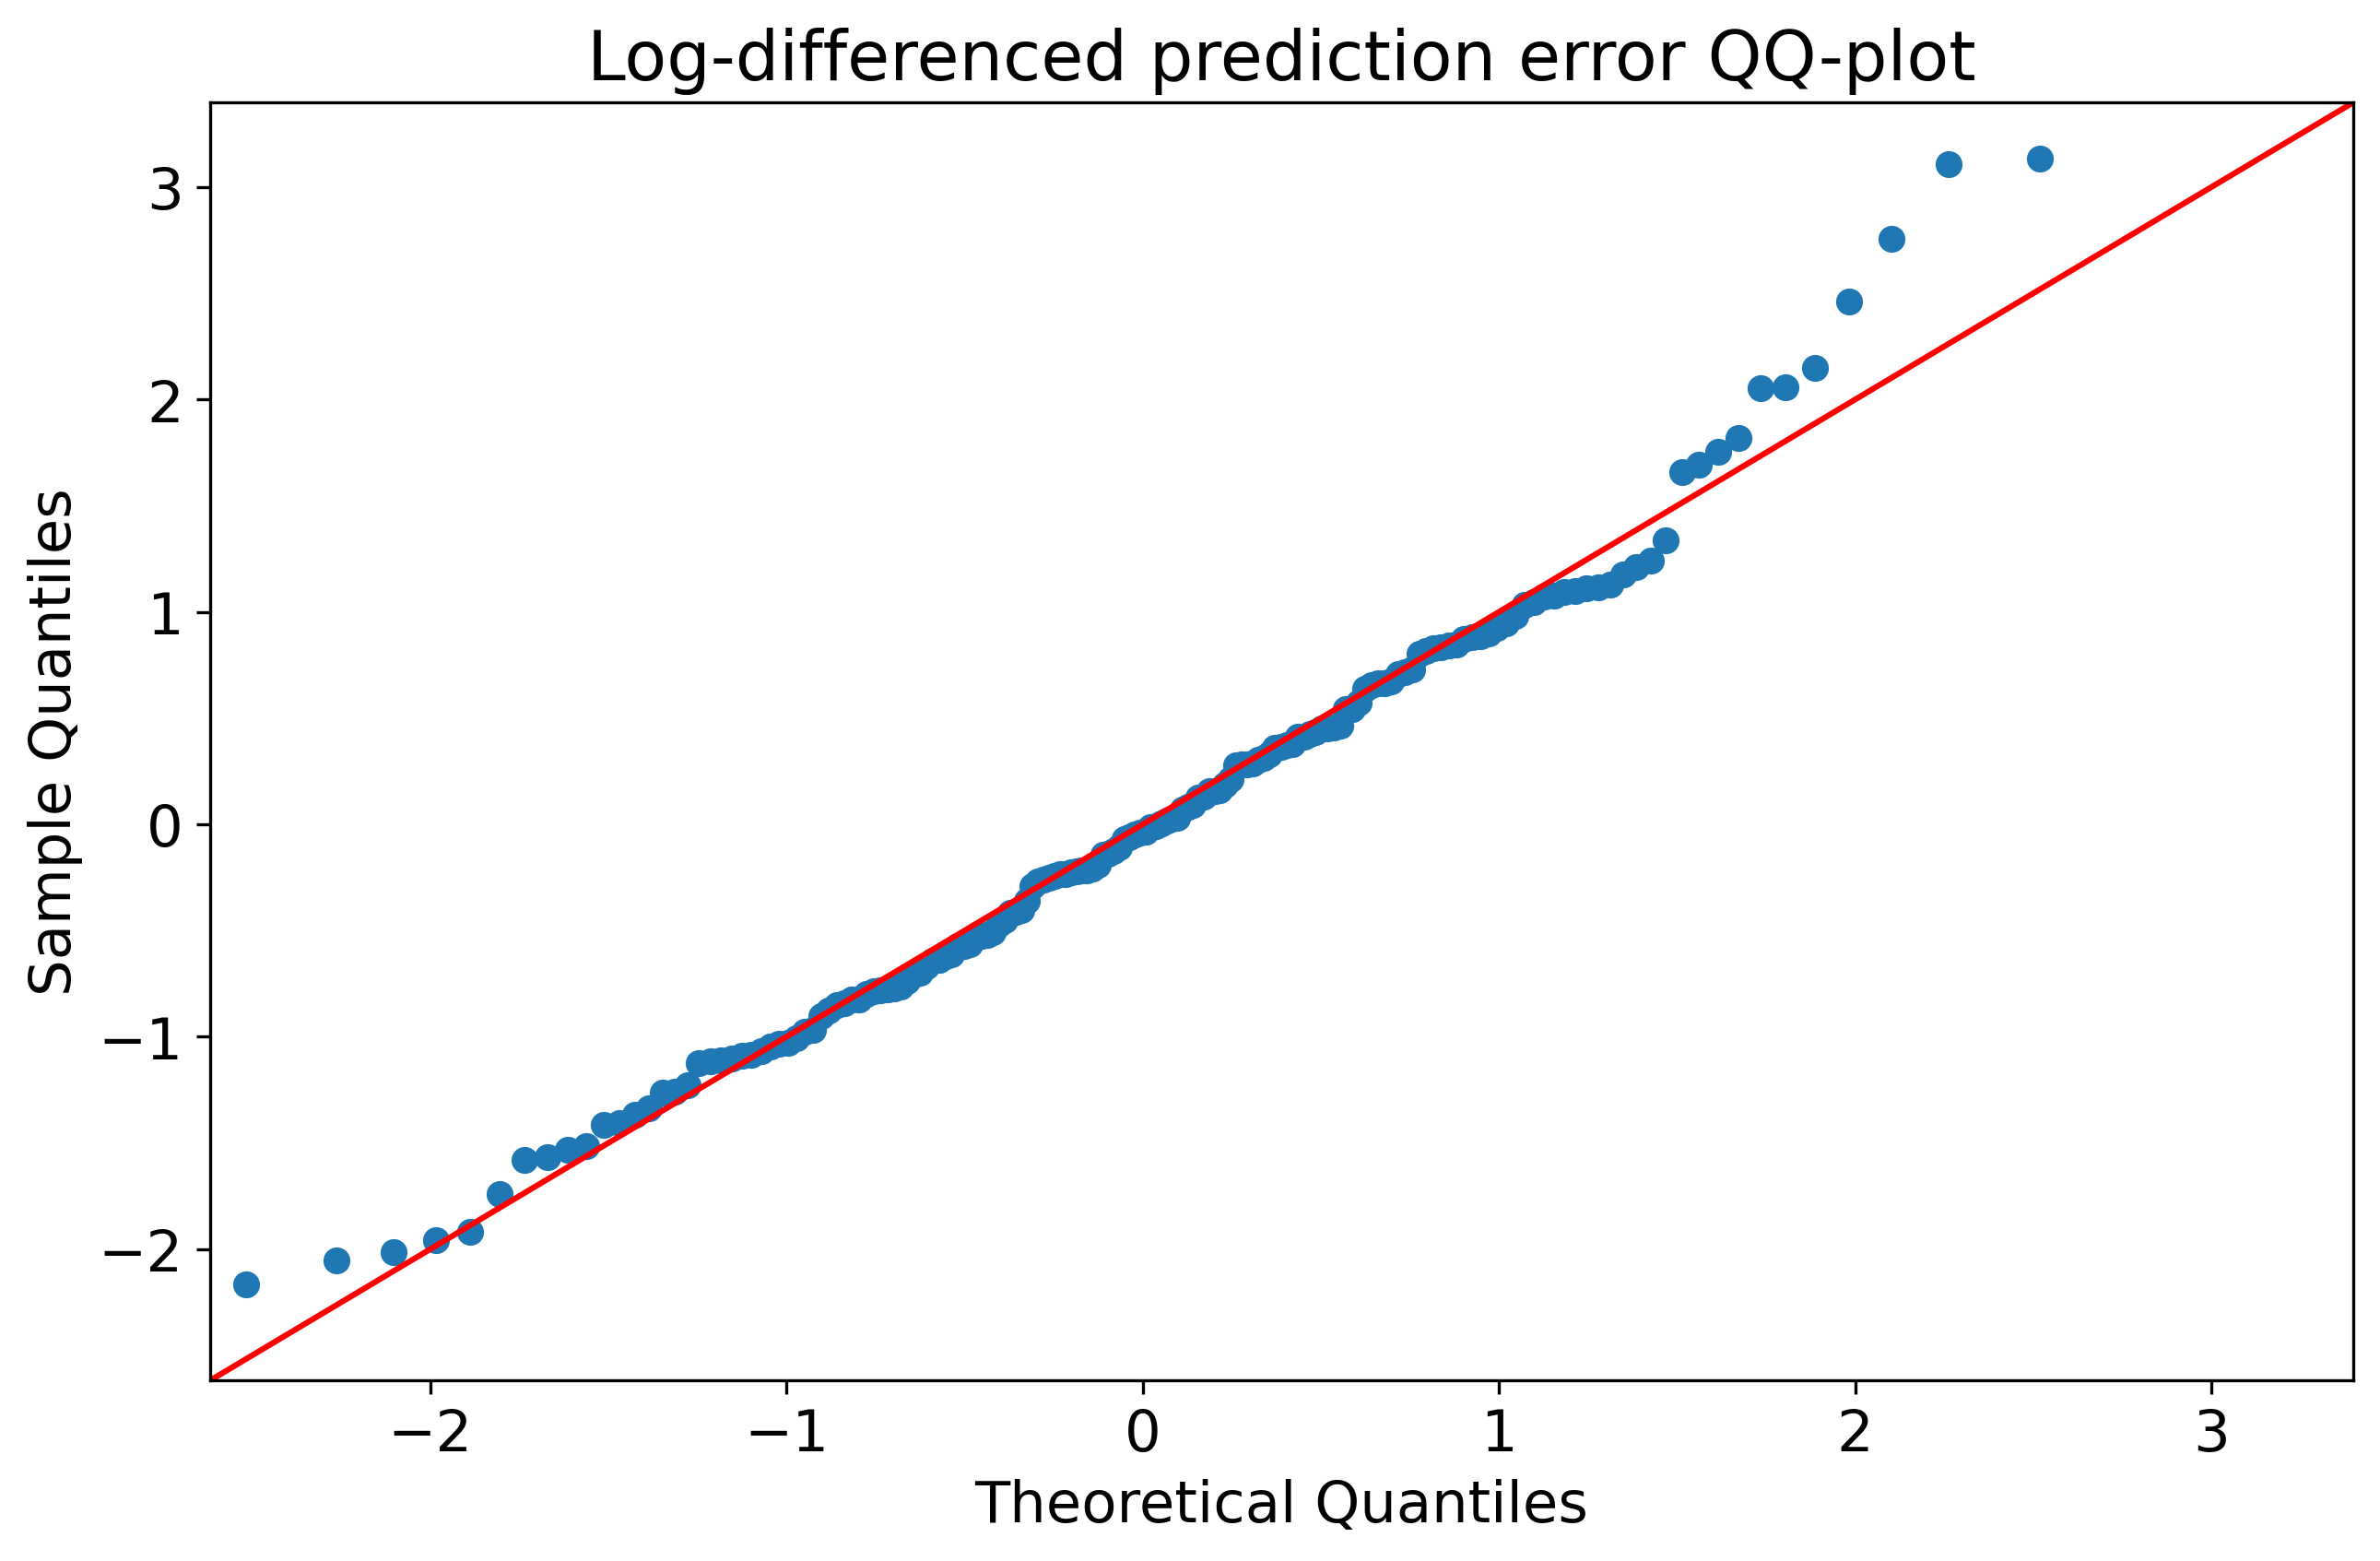 Log-differenced prediction error QQ-plot
3
2
1
0
−1
−2
Sample Quantiles
−2 −1 0 1 2 3
Theoretical Quantiles